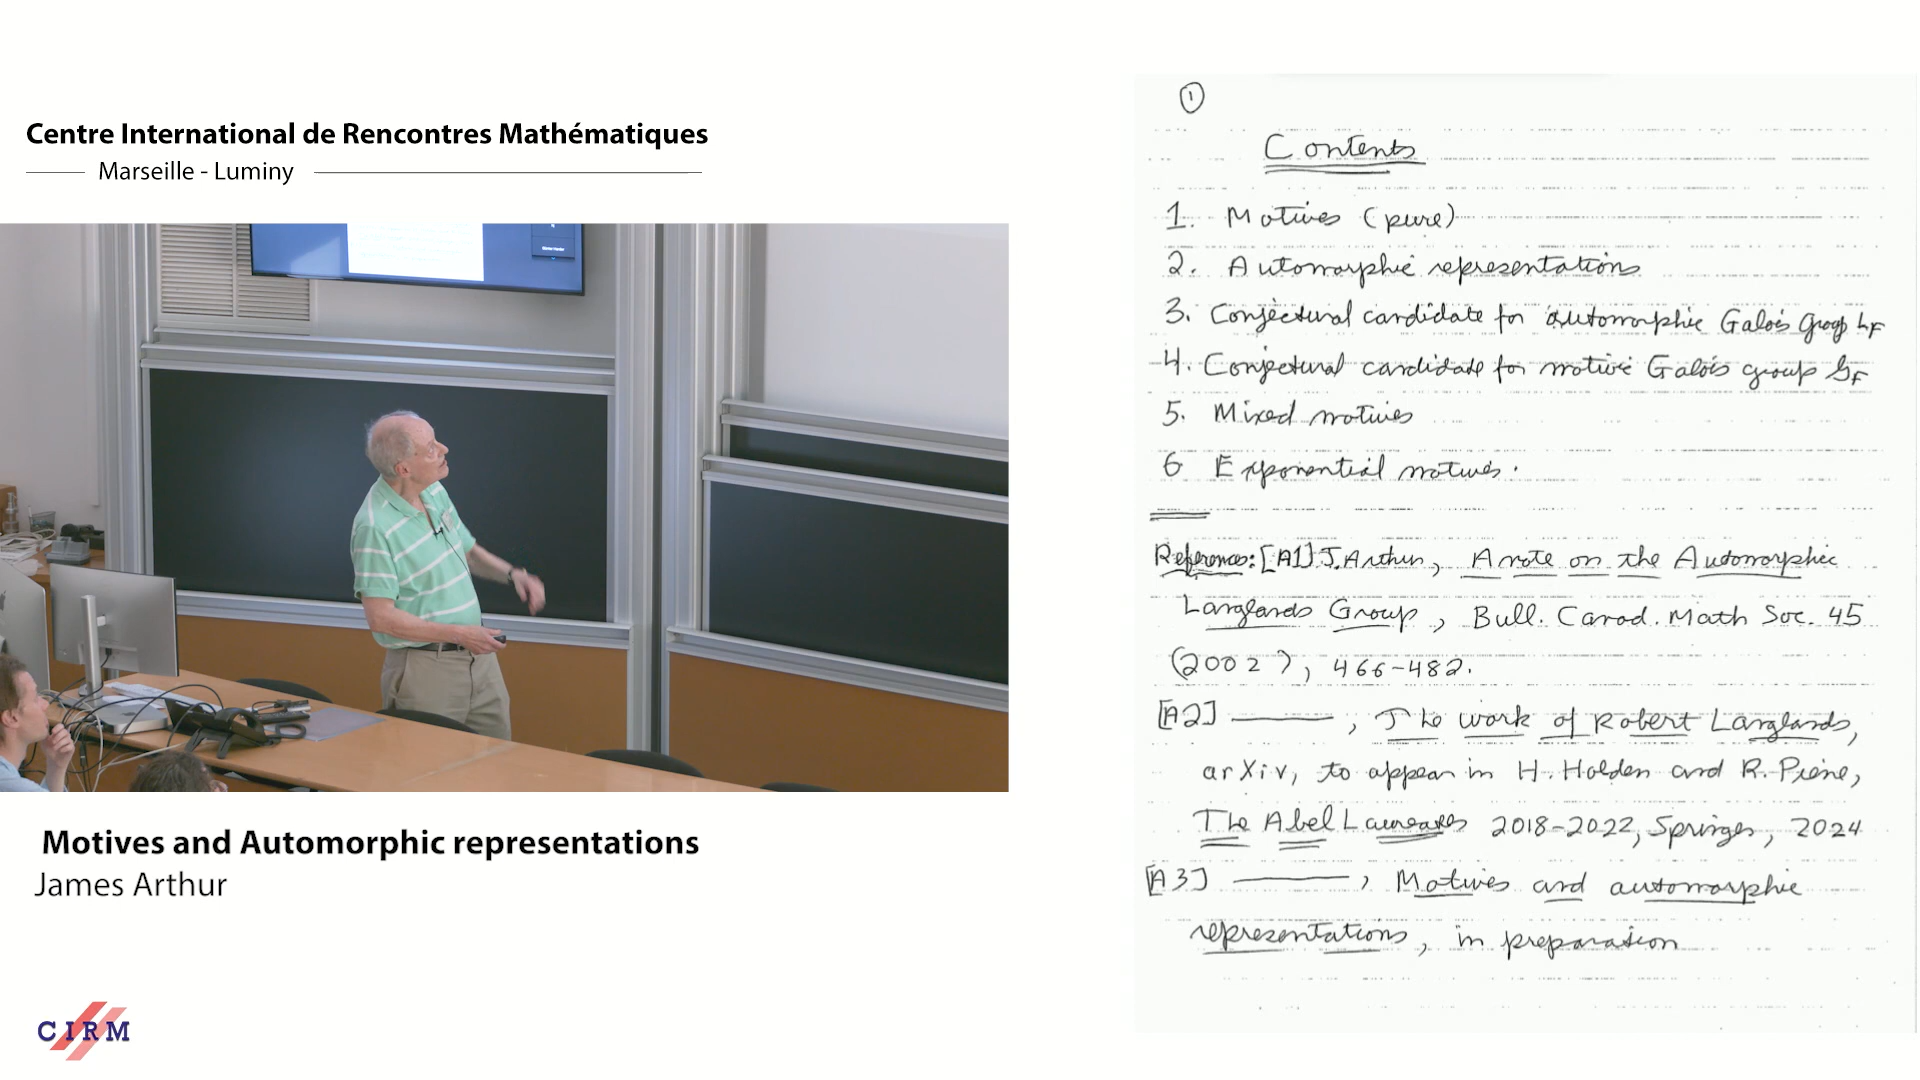 Centre International de Rencontres Mathématiques
Marseille - Luminy
Motives and Automorphic representations
James Arthur
CIRM
1
Contents
1. Motives (pure)
2. Automorphic representations
3. Conjectural candidate for automorphic Galois Group L_F
4. Conjectural candidate for motivic Galois group G_F
5. Mixed motives
6 Exponential motives.
References: [A1] J. Arthur, A note on the Automorphic
Langlands Group, Bull. Canad. Math Soc. 45
(2002), 466-482.
[A2] ———, The work of Robert Langlands,
arXiv, to appear in H. Holden and R. Piene,
The Abel Laureates 2018-2022, Springer, 2024
[A3] ———, Motives and automorphic
representations, in preparation